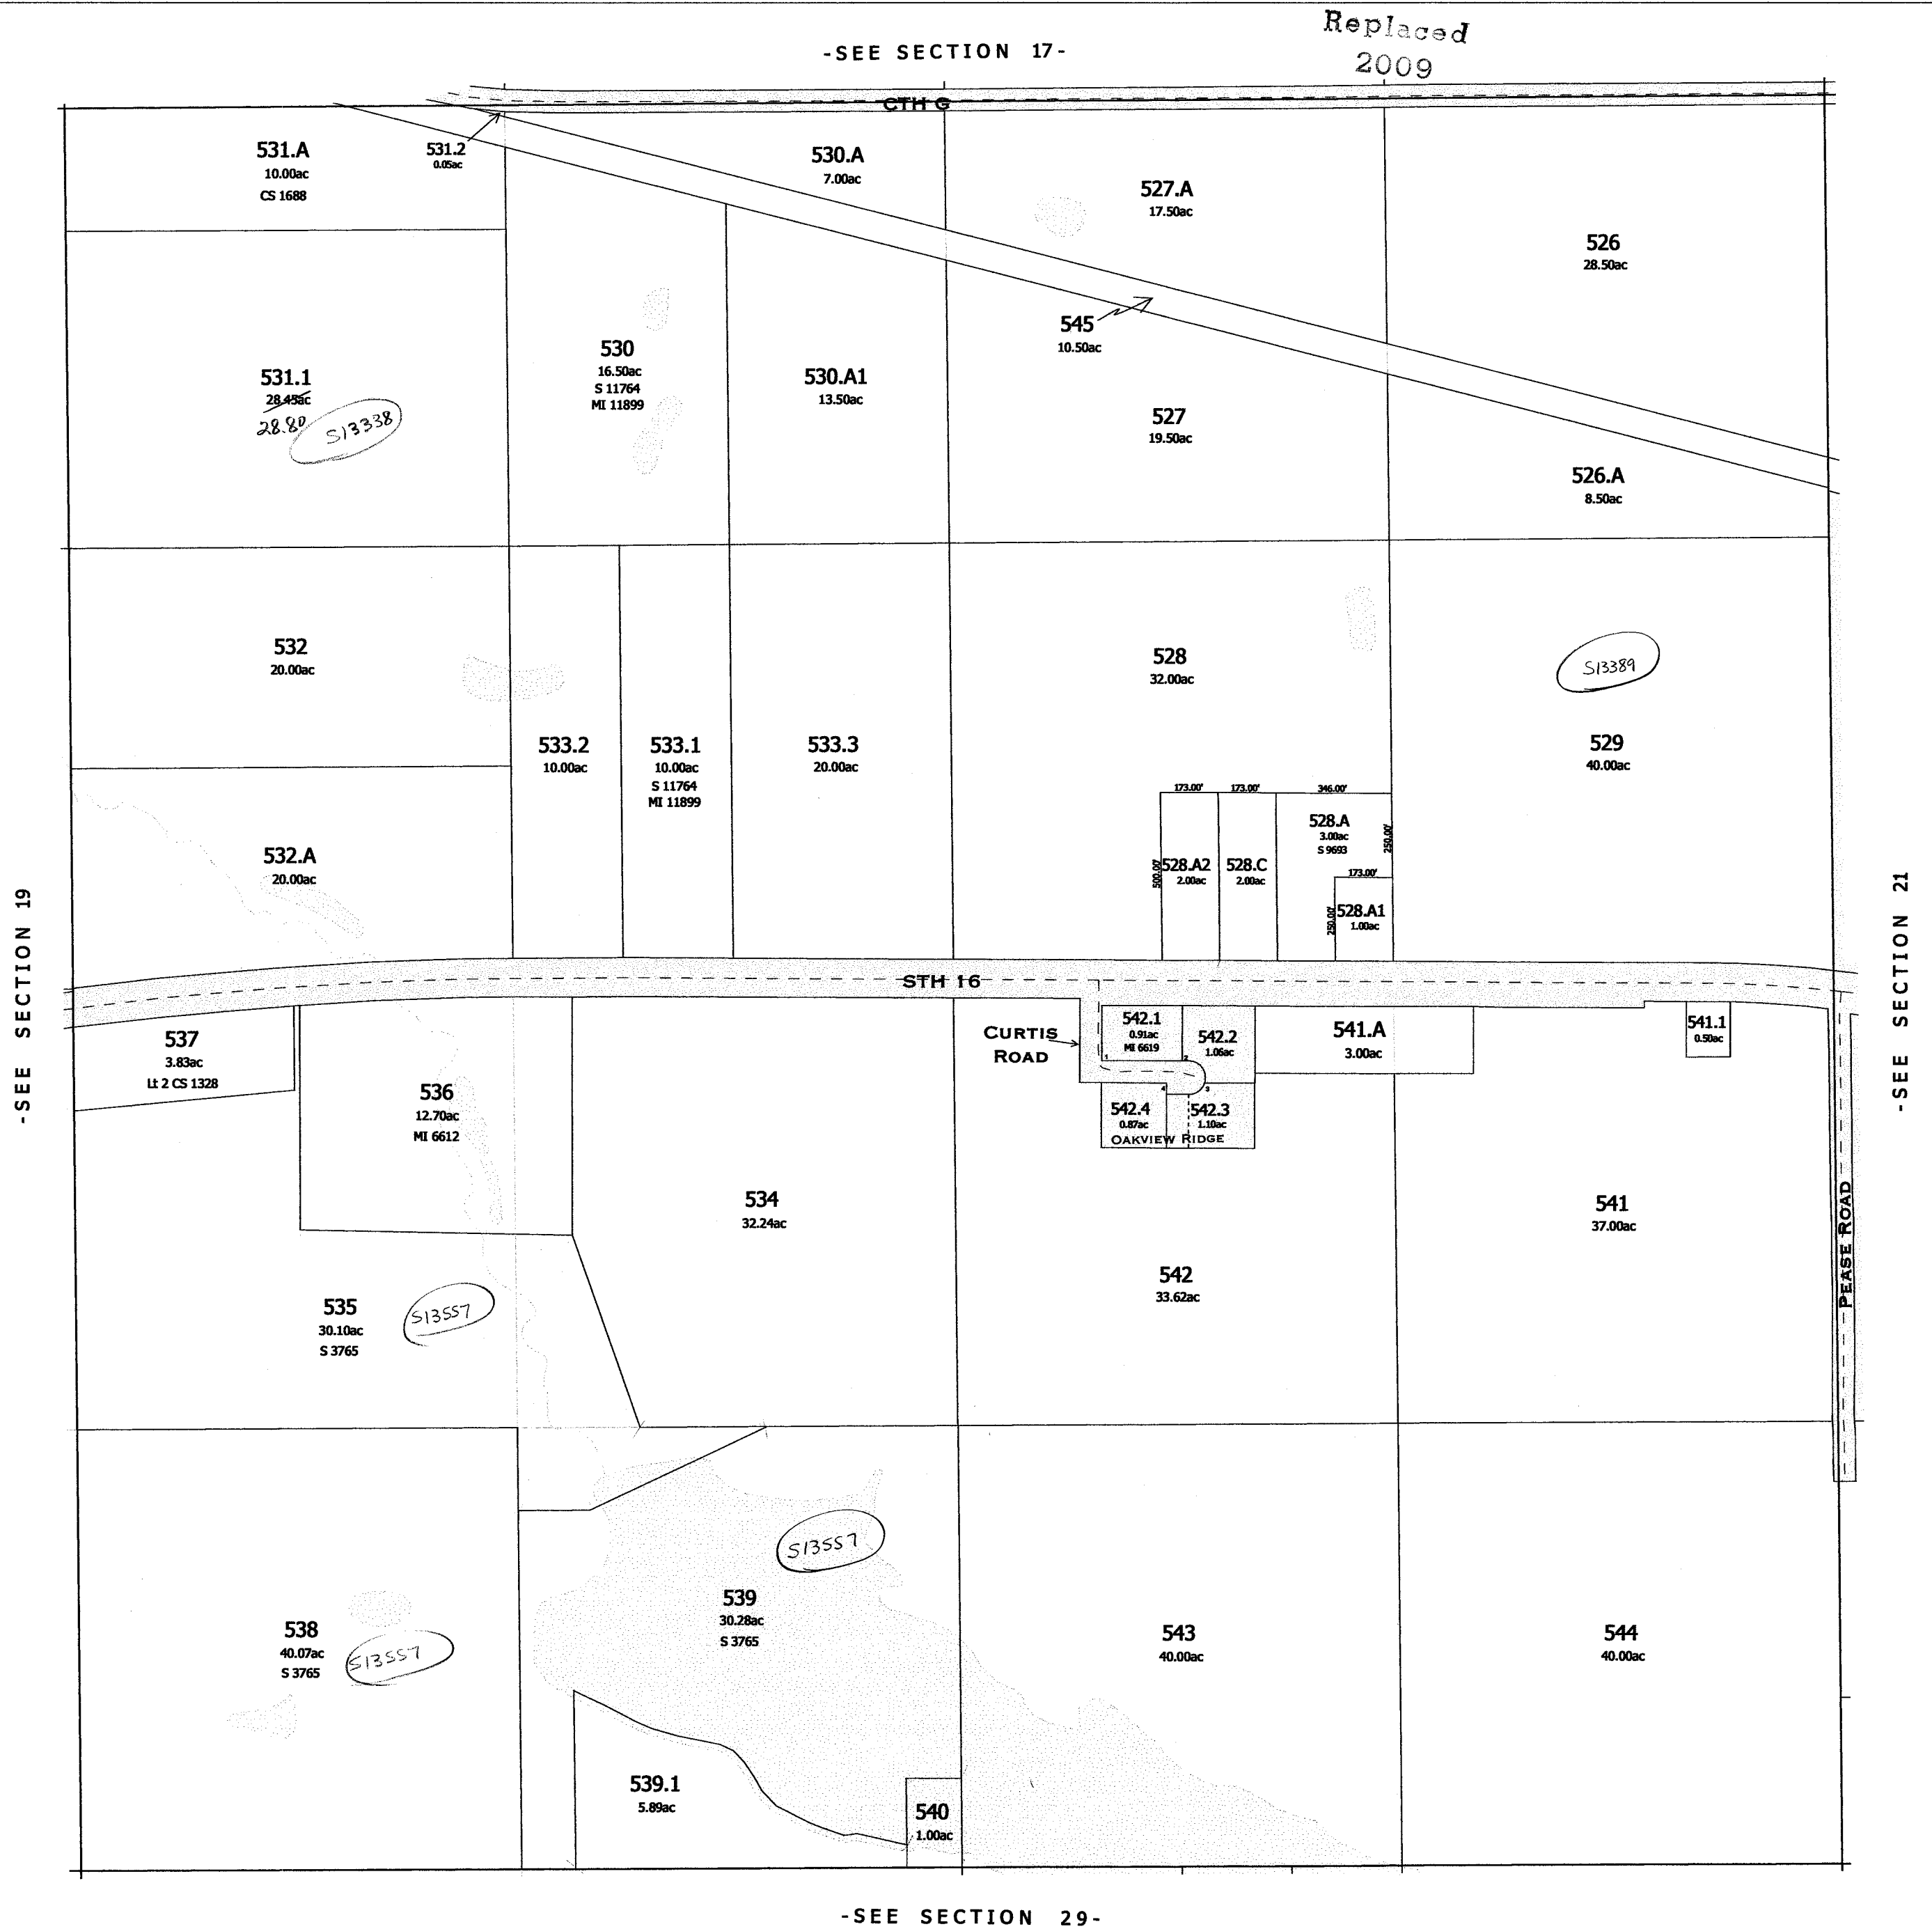 Replaced
2009
-SEE SECTION 17-
CTH G
531.A
10.00ac
CS 1688
531.2
0.05ac
530.A
7.00ac
527.A
17.50ac
526
28.50ac
545
10.50ac
531.1
28.45ac
28.80
S13338
530
16.50ac
S 11764
MI 11899
530.A1
13.50ac
527
19.50ac
526.A
8.50ac
532
20.00ac
533.2
10.00ac
533.1
10.00ac
S 11764
MI 11899
533.3
20.00ac
528
32.00ac
S13389
529
40.00ac
173.00'
173.00'
346.00'
528.A
3.00ac
S 9693
250.00'
500.00'
528.A2
2.00ac
528.C
2.00ac
173.00'
250.00'
528.A1
1.00ac
532.A
20.00ac
-SEE SECTION 19
-SEE SECTION 21
STH 16
537
3.83ac
Lt 2 CS 1328
536
12.70ac
MI 6612
CURTIS
ROAD
542.1
0.91ac
MI 6619
542.2
1.06ac
1
2
3
4
542.4
0.87ac
542.3
1.10ac
OAKVIEW RIDGE
541.A
3.00ac
541.1
0.50ac
534
32.24ac
541
37.00ac
PEASE ROAD
542
33.62ac
535
30.10ac
S 3765
S13557
S13557
539
30.28ac
S 3765
538
40.07ac
S 3765
S13557
543
40.00ac
544
40.00ac
539.1
5.89ac
540
1.00ac
-SEE SECTION 29-